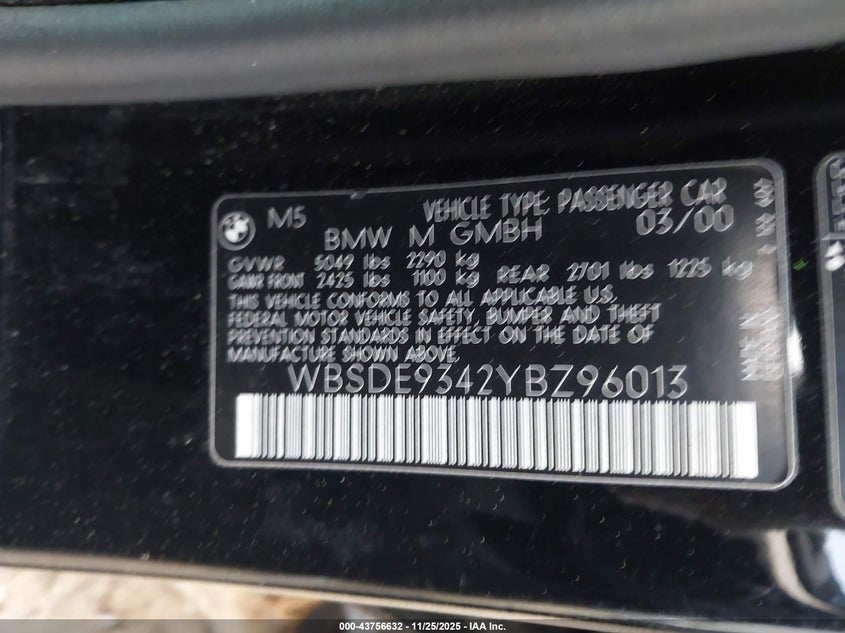 M5 VEHICLE TYPE: PASSENGER CAR
BMW M GMBH 03/00
GVWR 5049 lbs 2290 kg
GAWR FRONT 2425 lbs 1100 kg REAR 2701 lbs 1225 kg
THIS VEHICLE CONFORMS TO ALL APPLICABLE U.S.
FEDERAL MOTOR VEHICLE SAFETY, BUMPER AND THEFT
PREVENTION STANDARDS IN EFFECT ON THE DATE OF
MANUFACTURE SHOWN ABOVE.
WBSDE9342YBZ96013
MADE IN
GERMANY
000-43756632 - 11/25/2025 - IAA Inc.